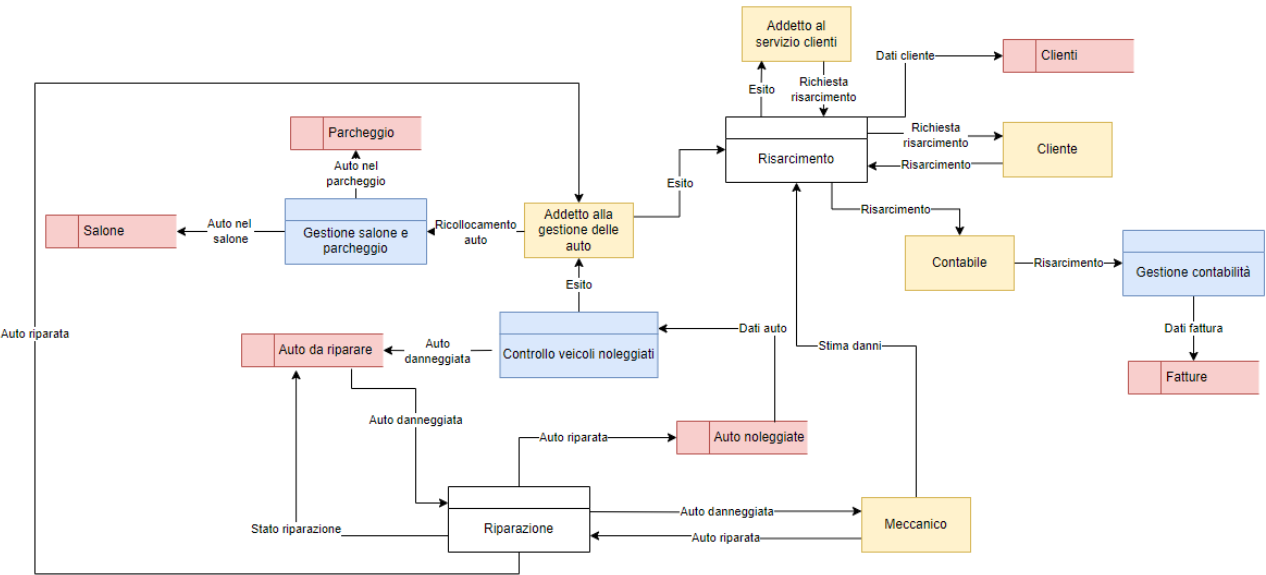 Addetto al
servizio clienti
Dati cliente
Clienti
Esito
Richiesta
risarcimento
Parcheggio
Richiesta
risarcimento
Cliente
Risarcimento
Risarcimento
Auto nel
parcheggio
Esito
Risarcimento
Salone
Auto nel
salone
Gestione salone e
parcheggio
Ricollocamento
auto
Addetto alla
gestione delle
auto
Contabile
Risarcimento
Gestione contabilità
Esito
Auto riparata
Dati auto
Dati fattura
Auto da riparare
Auto
danneggiata
Controllo veicoli noleggiati
Stima danni
Fatture
Auto danneggiata
Auto riparata
Auto noleggiate
Auto danneggiata
Stato riparazione
Riparazione
Meccanico
Auto riparata